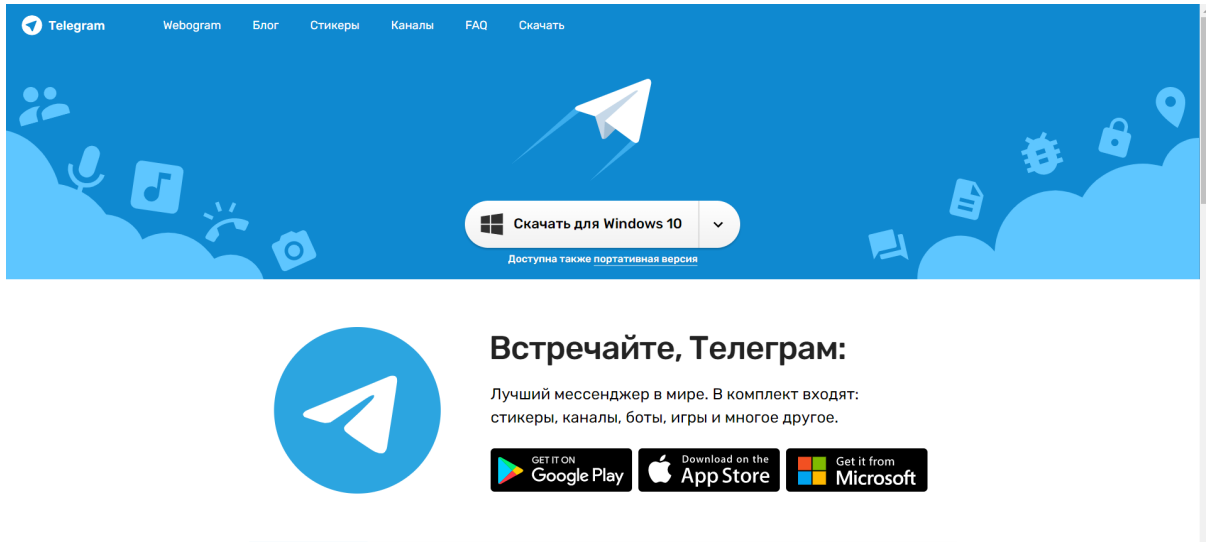 Telegram Webogram Блог Стикеры Каналы FAQ Скачать
Скачать для Windows 10
Доступна также портативная версия
Встречайте, Телеграм:
Лучший мессенджер в мире. В комплект входят:
стикеры, каналы, боты, игры и многое другое.
GET IT ON
Google Play
Download on the
App Store
Get it from
Microsoft